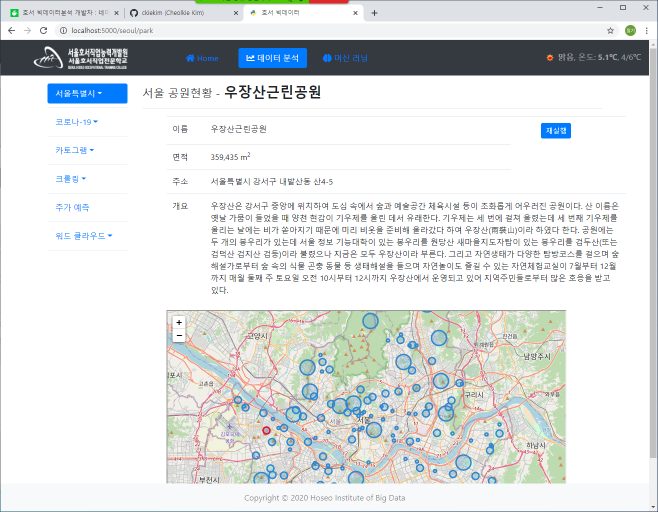 호서 빅데이터분석 개발자 : 네이
ckiekim (Cheolkie Kim)
호서 빅데이터
localhost:5000/seoul/park
서울호서직업능력개발원
서울호서직업전문학교
Home
데이터 분석
머신 러닝
맑음, 온도: 5.1℃, 4/6℃
서울특별시
코로나-19
카토그램
크롤링
주가 예측
워드 클라우드
서울 공원현황 - 우장산근린공원
이름 우장산근린공원
재실행
면적 359,435 m²
주소 서울특별시 강서구 내발산동 산4-5
개요 우장산은 강서구 중앙에 위치하여 도심 속에서 숲과 예술공간 체육시설 등이 조화롭게 어우러진 공원이다. 산 이름은
옛날 가뭄이 들었을 때 양천 현감이 기우제를 올린 데서 유래한다. 기우제는 세 번에 걸쳐 올렸는데 세 번째 기우제를
올리는 날에는 비가 쏟아지기 때문에 미리 비옷을 준비해 올라갔다 하여 우장산(雨裝山)이라 하였다 한다. 공원에는
두 개의 봉우리가 있는데 서울 정보 기능대학이 있는 봉우리를 원당산 새마을지도자탑이 있는 봉우리를 검두산(또는
검덕산 검지산 검둥)이라 불렀으나 지금은 모두 우장산이라 부른다. 그리고 자연생태가 다양한 탐방코스를 걸으며 숲
해설가로부터 숲 속의 식물 곤충 동물 등 생태해설을 들으며 자연놀이도 즐길 수 있는 자연체험교실이 7월부터 12월
까지 매월 둘째 주 토요일 오전 10시부터 12시까지 우장산에서 운영되고 있어 지역주민들로부터 많은 호응을 받고
있다.
+
−
고양시
남양주시
구리시
서울
하남시
부천시
Copyright © 2020 Hoseo Institute of Big Data